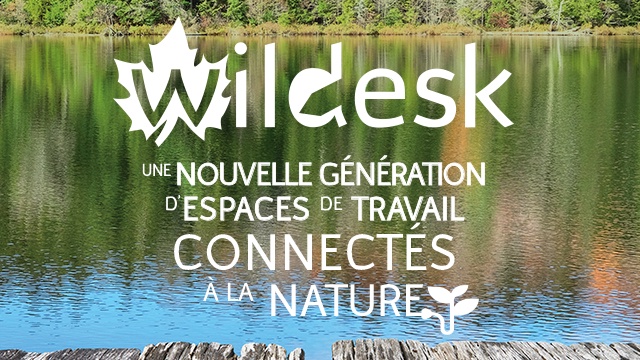 wildesk
UNE NOUVELLE GÉNÉRATION
D'ESPACES DE TRAVAIL
CONNECTÉS
À LA NATURE